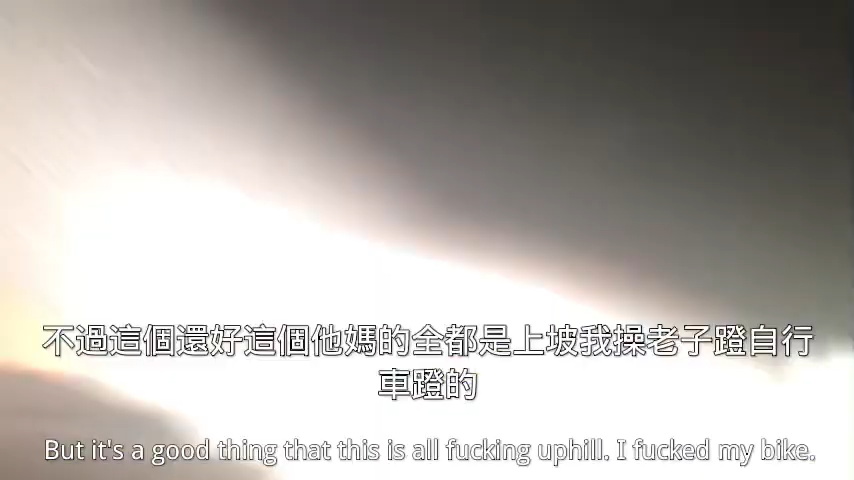 不過這個還好這個他媽的全都是上坡我操老子蹬自行
車蹬的
But it's a good thing that this is all fucking uphill. I fucked my bike.